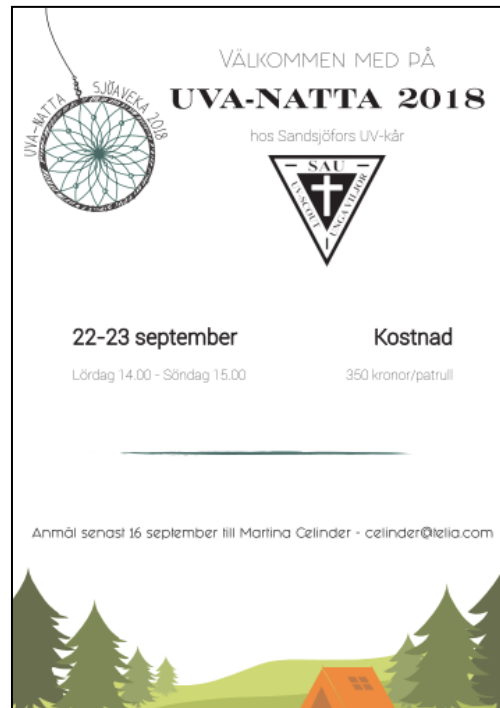 UVA-NATTA SJÖAVEKA 2018
VÄLKOMMEN MED PÅ
UVA-NATTA 2018
hos Sandsjöfors UV-kår
SAU
UV-SCOUT
UNGA VILJOR
22-23 september
Lördag 14.00 - Söndag 15.00
Kostnad
350 kronor/patrull
Anmäl senast 16 september till Martina Celinder - celinder@telia.com